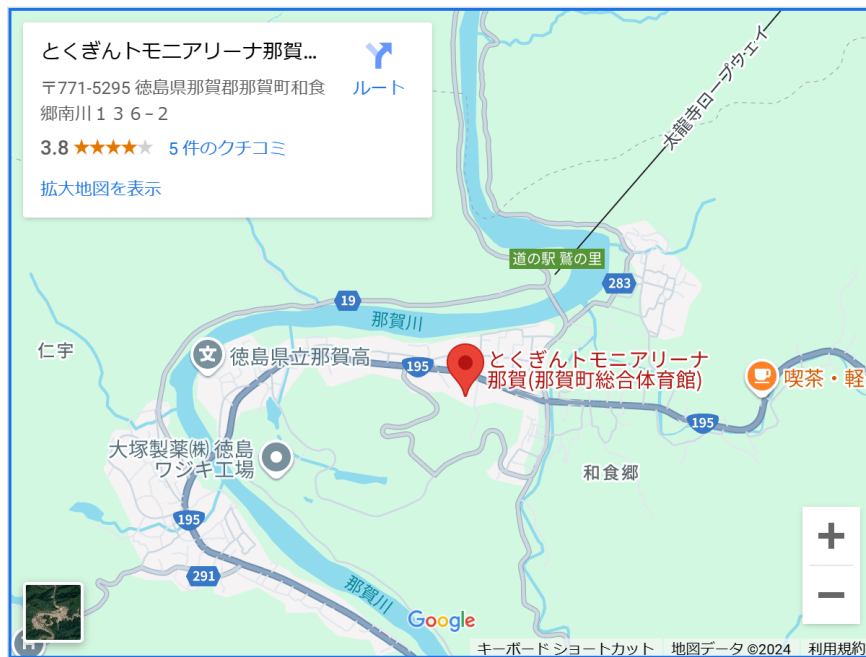 とくぎんトモニアリーナ那賀...
〒771-5295 徳島県那賀郡那賀町和食
郷南川１３６−２
ルート
3.8 ★★★★★ 5 件のクチコミ
拡大地図を表示
太龍寺ロープウェイ
道の駅 鷲の里
283
19
那賀川
仁宇
徳島県立那賀高
195
とくぎんトモニアリーナ
那賀(那賀町総合体育館)
喫茶・軽
195
大塚製薬㈱ 徳島
ワジキ工場
和食郷
195
291
那賀川
Google
キーボード ショートカット
地図データ ©2024
利用規約